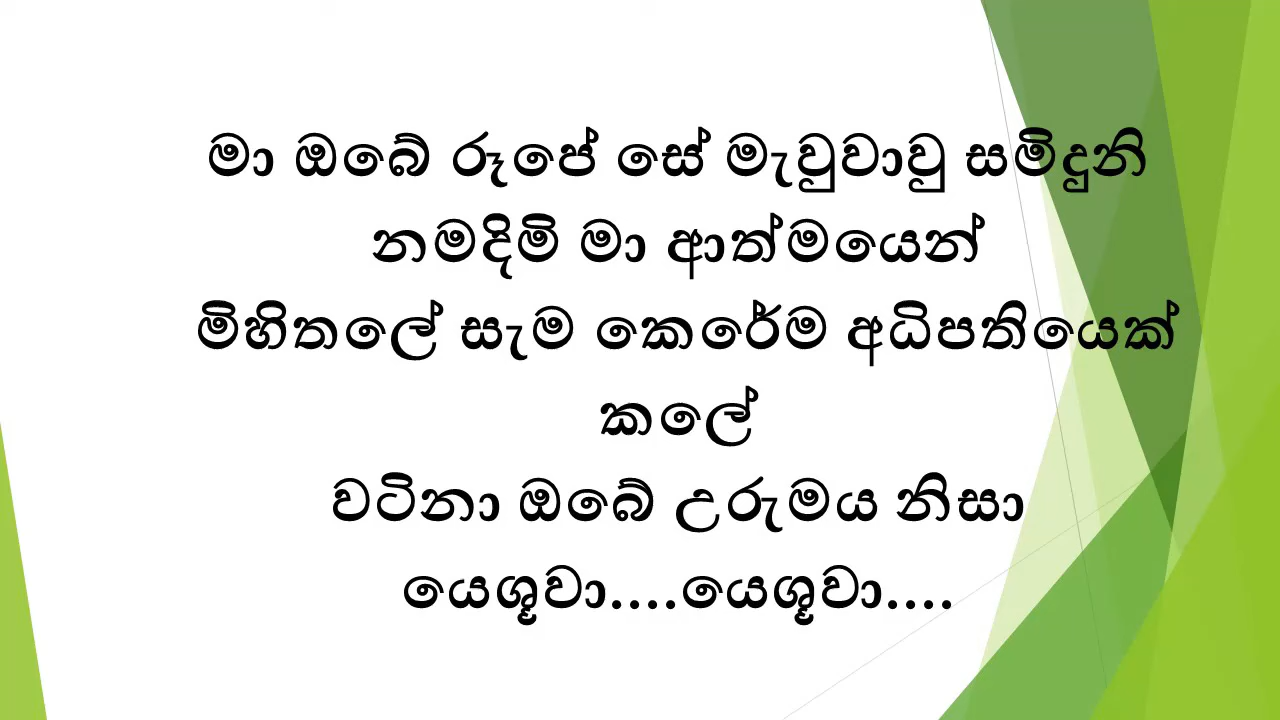 මා ඔබේ රූපේ සේ මැවුවාවු සමිදුනි
නමදිමි මා ආත්මයෙන්
මිහිතලේ සැම කෙරේම අධිපතියෙක්
කලේ
වටිනා ඔබේ උරුමය නිසා
යෙශූවා....යෙශූවා....